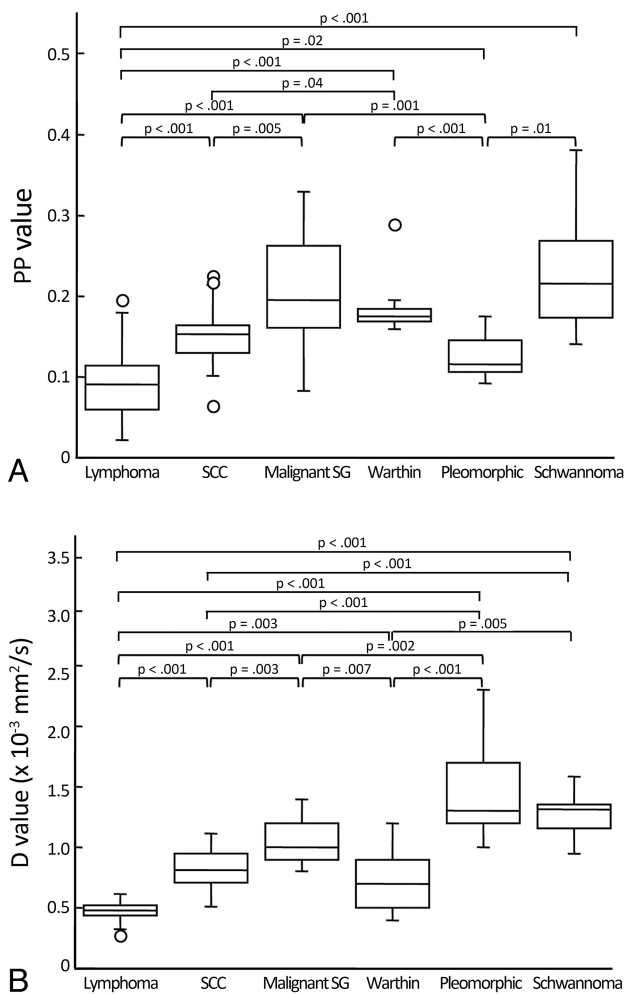 p < .001
0.5
p = .02
p < .001
p = .04
p < .001
p = .001
0.4
p < .001
p = .005
p < .001
p = .01
PP value
0.3
0.2
0.1
0
A
Lymphoma
SCC
Malignant SG
Warthin
Pleomorphic
Schwannoma
p < .001
3.5
p < .001
p < .001
3.0
p < .001
p = .003
p = .005
p < .001
p = .002
2.5
p < .001
p = .003
p = .007
p < .001
D value (x 10⁻³ mm²/s)
2.0
1.5
1.0
0.5
0
B
Lymphoma
SCC
Malignant SG
Warthin
Pleomorphic
Schwannoma